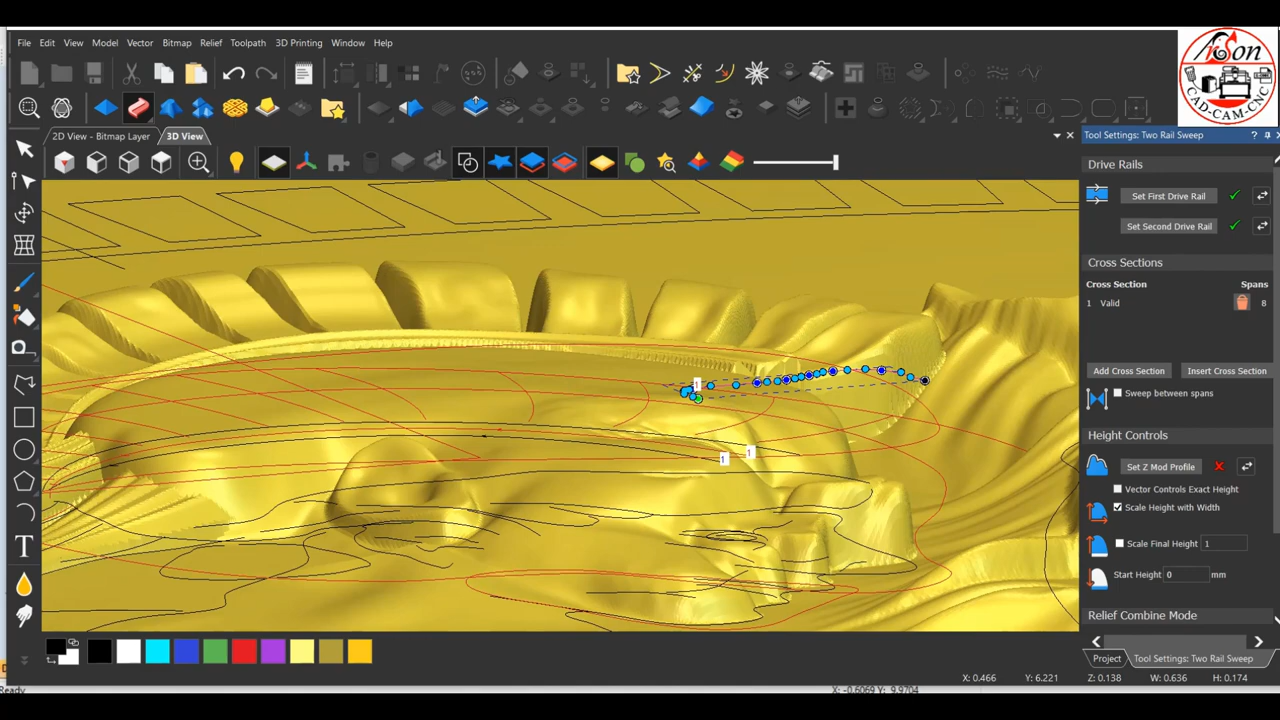 File Edit View Model Vector Bitmap Relief Toolpath 3D Printing Window Help
CAD-CAM-CNC
2D View - Bitmap Layer 3D View
Tool Settings: Two Rail Sweep
Drive Rails
Set First Drive Rail
Set Second Drive Rail
Cross Sections
Cross Section Spans
1 Valid 8
Add Cross Section Insert Cross Section
Sweep between spans
Height Controls
Set Z Mod Profile
Vector Controls Exact Height
Scale Height with Width
Scale Final Height 1
Start Height 0 mm
Relief Combine Mode
Project Tool Settings: Two Rail Sweep
1
1
1
X: 0.466 Y: 6.221 Z: 0.138 W: 0.636 H: 0.174